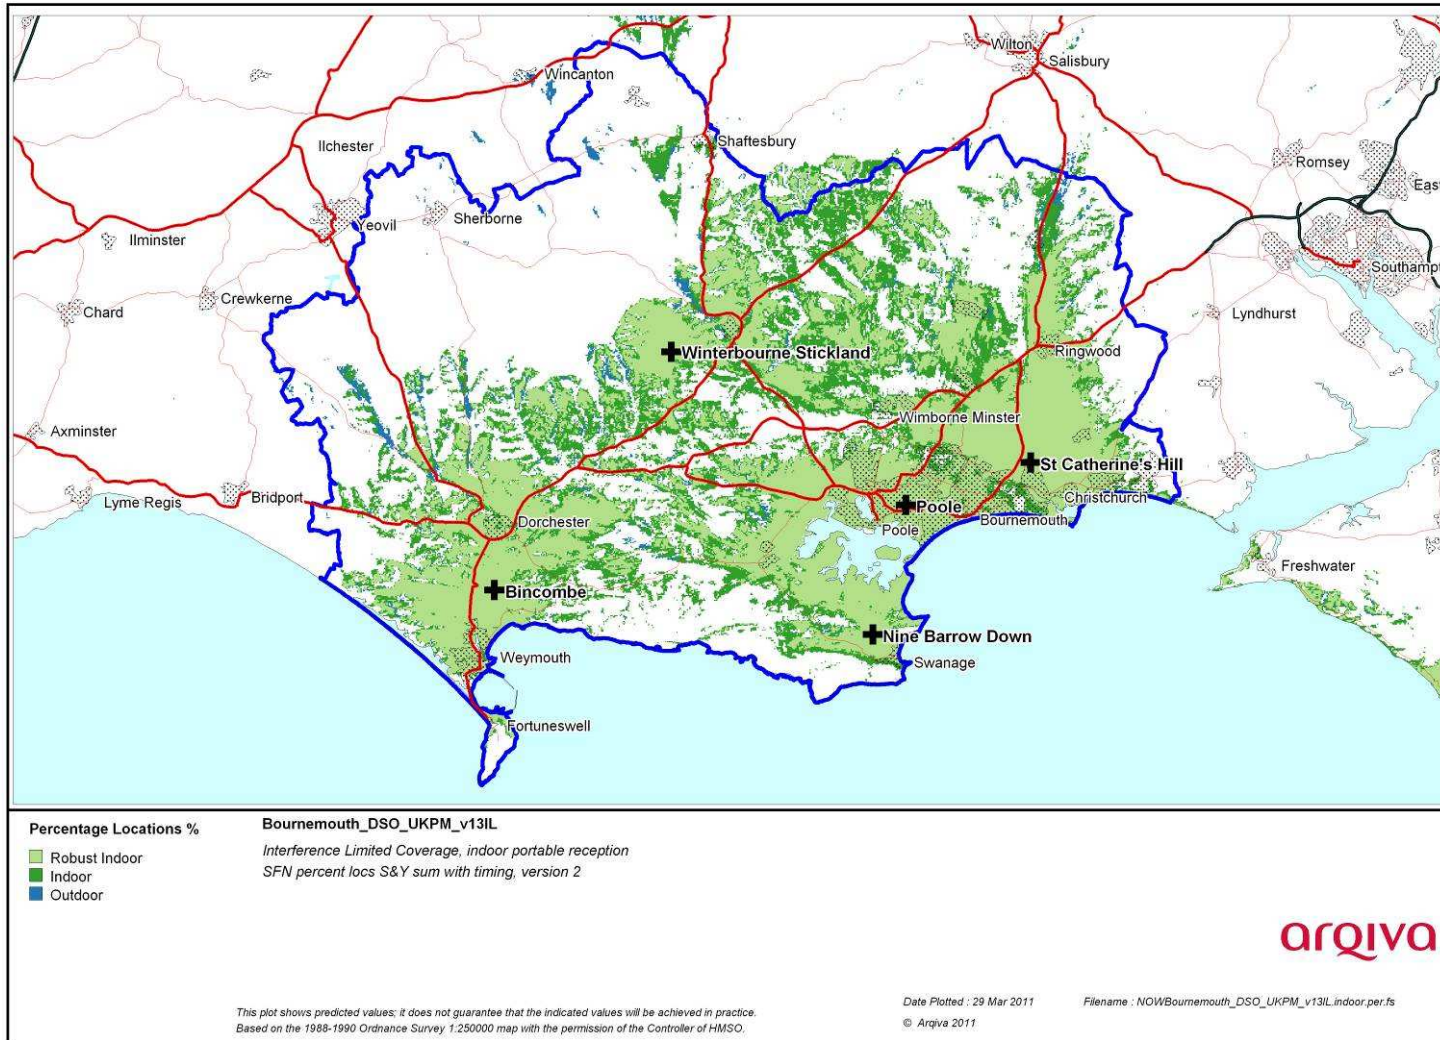 Wilton
Salisbury
Wincanton
Shaftesbury
Ilchester
Romsey
East
Yeovil
Sherborne
Ilminster
Southampt
Chard
Crewkerne
Lyndhurst
Winterbourne Stickland
Ringwood
Wimborne Minster
Axminster
St Catherine's Hill
Lyme Regis
Bridport
Christchurch
Poole
Dorchester
Bournemouth
Poole
Freshwater
Bincombe
Nine Barrow Down
Weymouth
Swanage
Fortuneswell
Percentage Locations %
Robust Indoor
Indoor
Outdoor
Bournemouth_DSO_UKPM_v13IL
Interference Limited Coverage, indoor portable reception
SFN percent locs S&Y sum with timing, version 2
arqiva
This plot shows predicted values; it does not guarantee that the indicated values will be achieved in practice.
Based on the 1988-1990 Ordnance Survey 1:250000 map with the permission of the Controller of HMSO.
Date Plotted : 29 Mar 2011
Filename : NOWBournemouth_DSO_UKPM_v13IL.indoor.per.fs
© Arqiva 2011